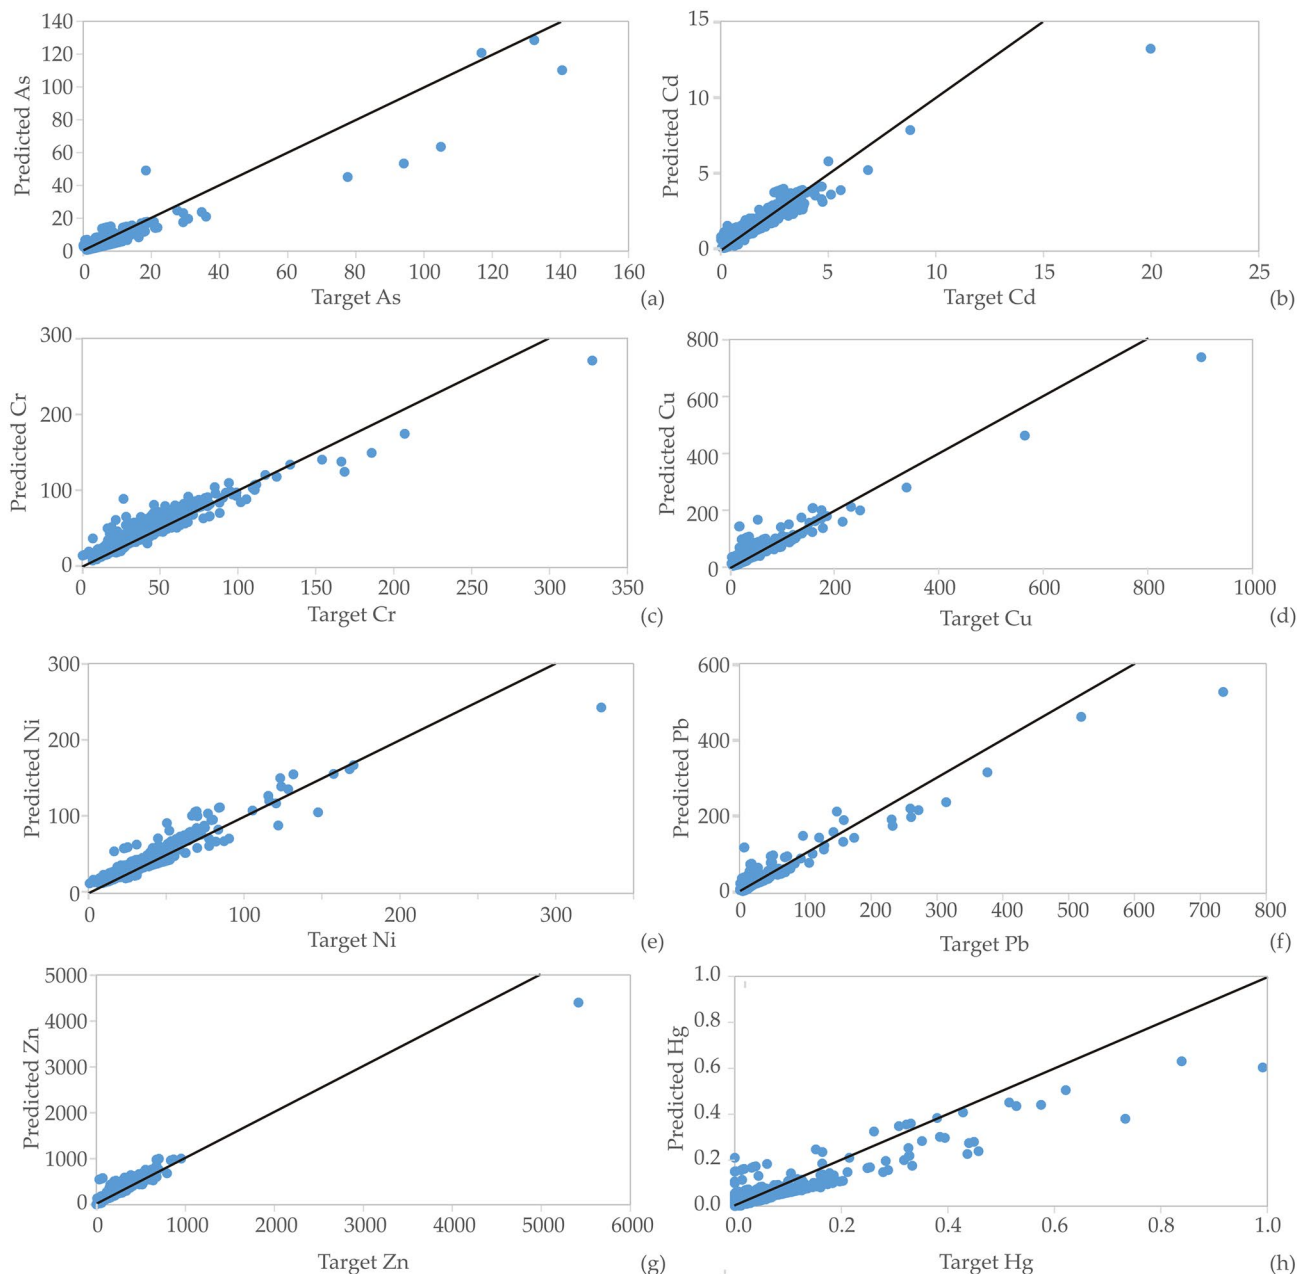 140
120
100
80
60
40
20
0
Predicted As
0 20 40 60 80 100 120 140 160
Target As
(a)
15
10
5
0
Predicted Cd
0 5 10 15 20 25
Target Cd
(b)
300
200
100
0
Predicted Cr
0 50 100 150 200 250 300 350
Target Cr
(c)
800
600
400
200
0
Predicted Cu
0 200 400 600 800 1000
Target Cu
(d)
300
200
100
0
Predicted Ni
0 100 200 300
Target Ni
(e)
600
400
200
0
Predicted Pb
0 100 200 300 400 500 600 700 800
Target Pb
(f)
5000
4000
3000
2000
1000
0
Predicted Zn
0 1000 2000 3000 4000 5000 6000
Target Zn
(g)
1.0
0.8
0.6
0.4
0.2
0.0
Predicted Hg
0.0 0.2 0.4 0.6 0.8 1.0
Target Hg
(h)